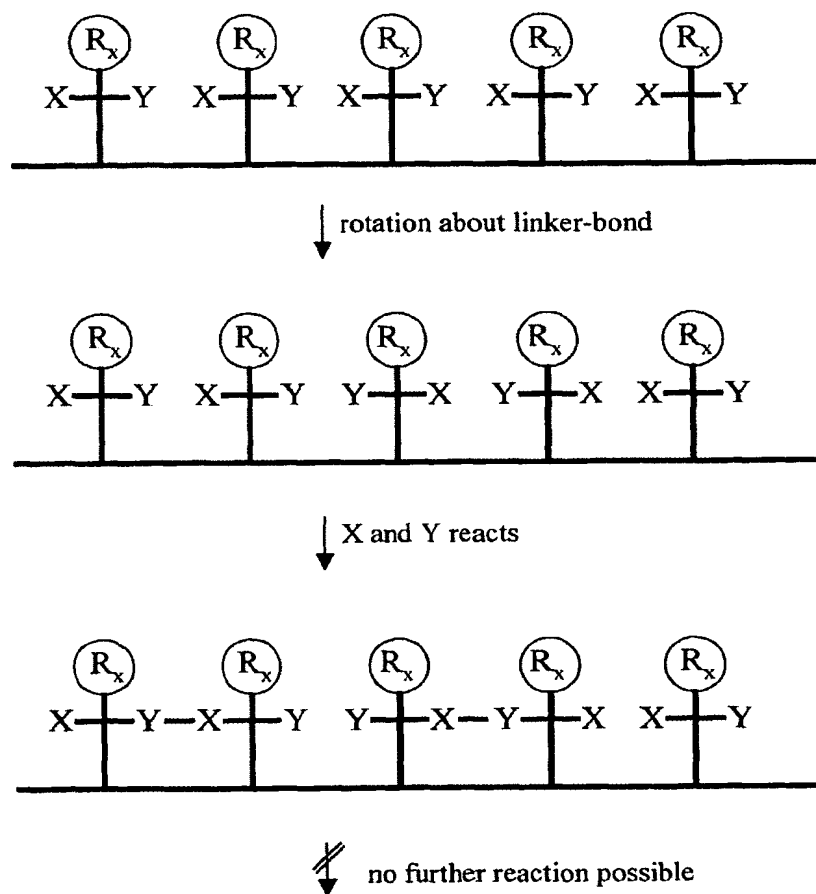 Rx Rx Rx Rx Rx
X Y X Y X Y X Y X Y
rotation about linker-bond
Rx Rx Rx Rx Rx
X Y X Y Y X Y X X Y
X and Y reacts
Rx Rx Rx Rx Rx
X Y X Y Y X Y X X Y
no further reaction possible